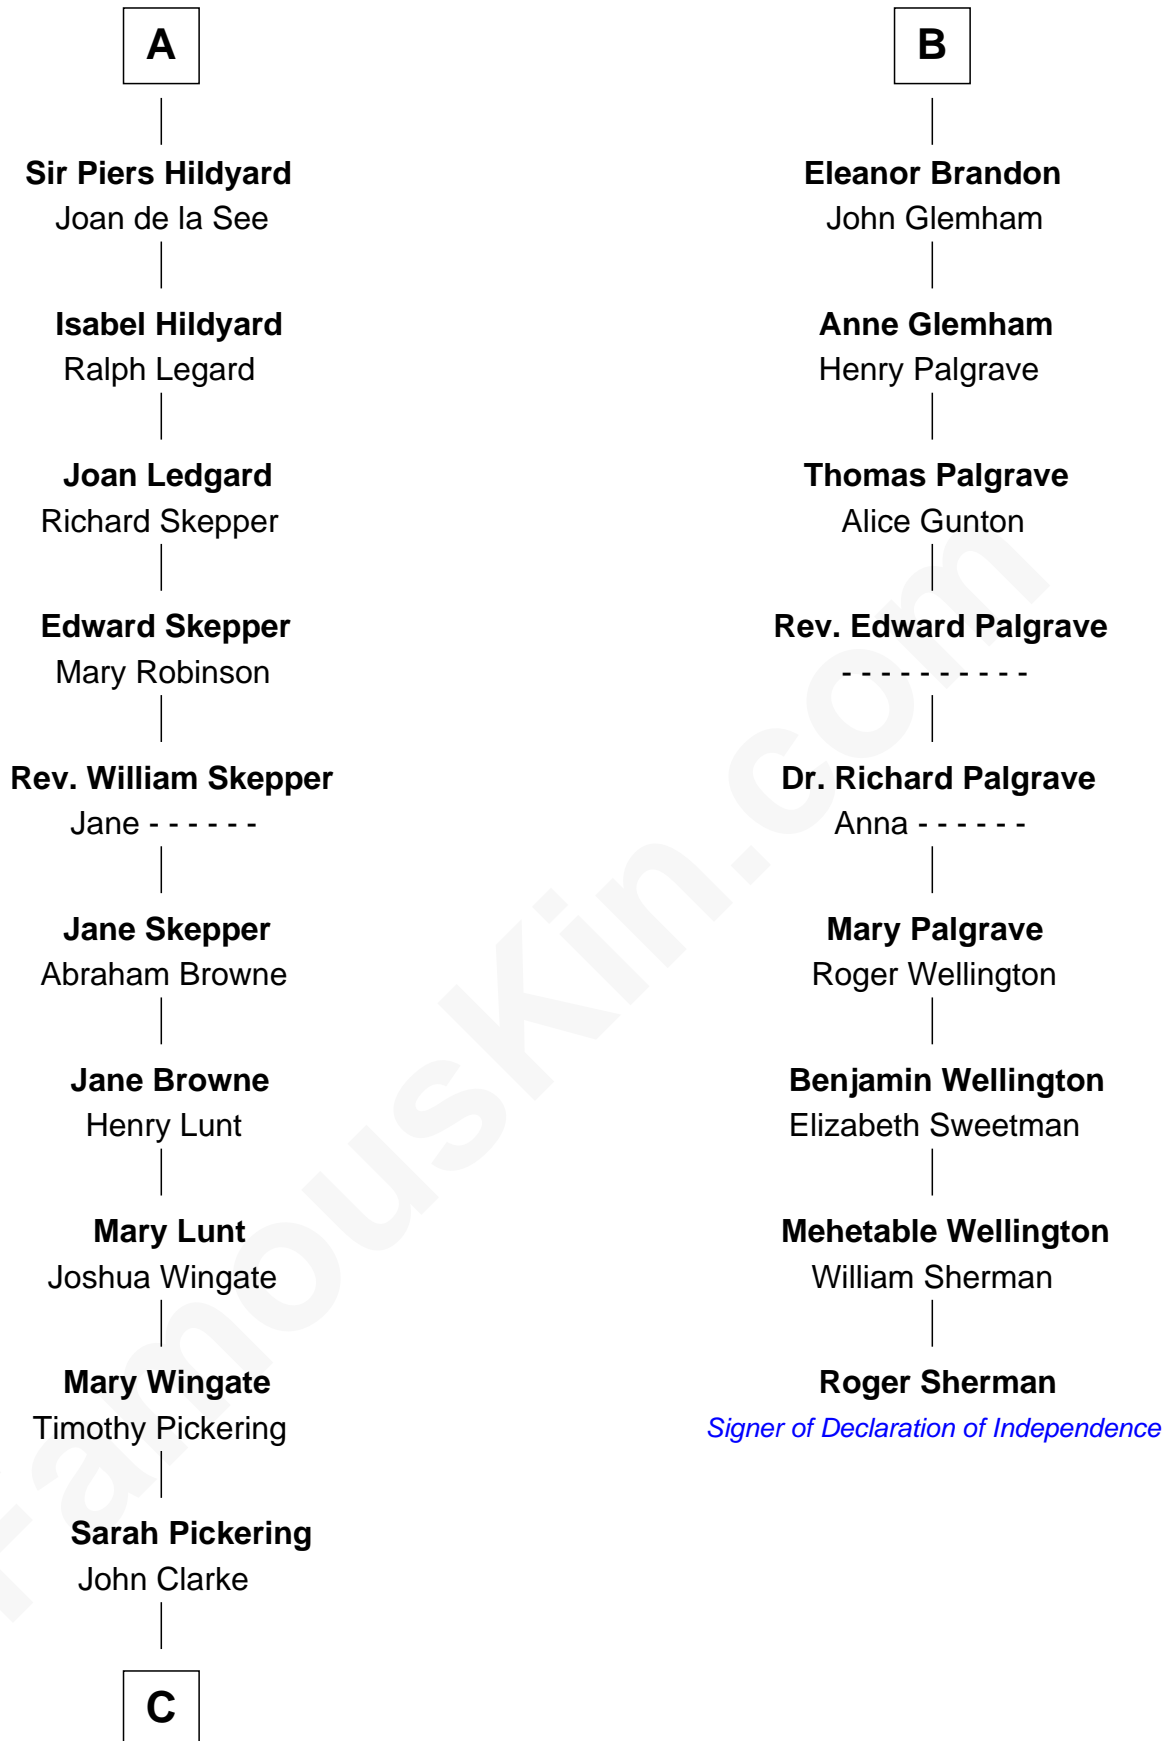 A
Sir Piers Hildyard
Joan de la See
Isabel Hildyard
Ralph Legard
Joan Ledgard
Richard Skepper
Edward Skepper
Mary Robinson
Rev. William Skepper
Jane - - - - - -
Jane Skepper
Abraham Browne
Jane Browne
Henry Lunt
Mary Lunt
Joshua Wingate
Mary Wingate
Timothy Pickering
Sarah Pickering
John Clarke
C
B
Eleanor Brandon
John Glemham
Anne Glemham
Henry Palgrave
Thomas Palgrave
Alice Gunton
Rev. Edward Palgrave
- - - - - - - - - -
Dr. Richard Palgrave
Anna - - - - - -
Mary Palgrave
Roger Wellington
Benjamin Wellington
Elizabeth Sweetman
Mehetable Wellington
William Sherman
Roger Sherman
Signer of Declaration of Independence
FamousKin.com